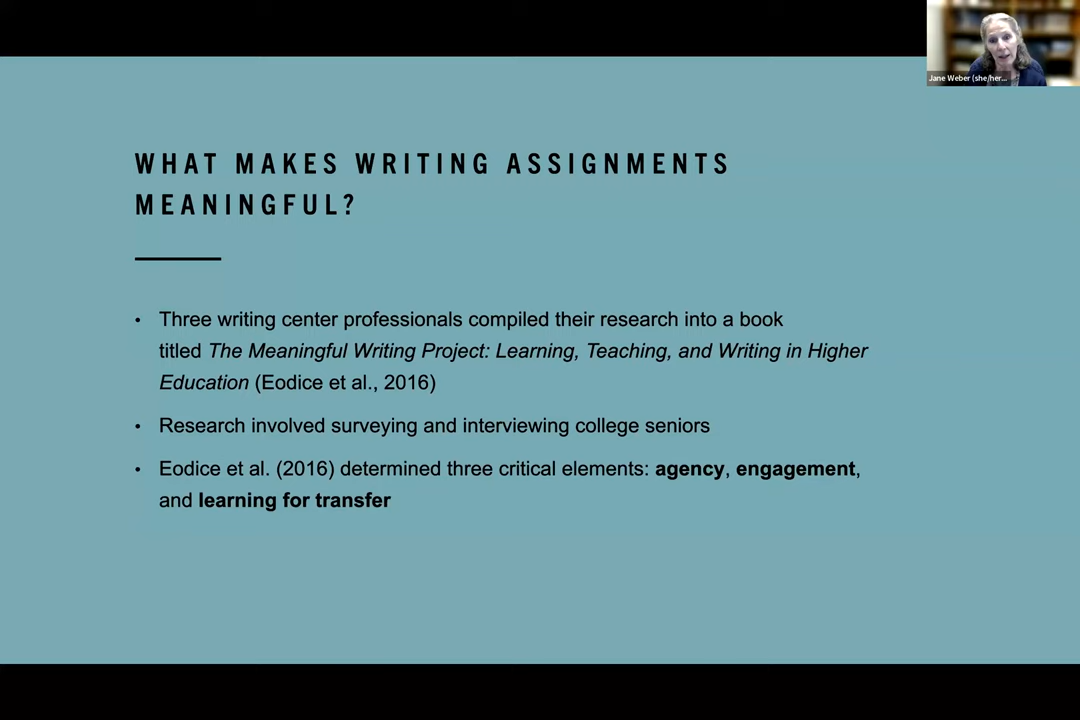 Jane Weber (she/her...
WHAT MAKES WRITING ASSIGNMENTS
MEANINGFUL?
• Three writing center professionals compiled their research into a book
titled The Meaningful Writing Project: Learning, Teaching, and Writing in Higher
Education (Eodice et al., 2016)
• Research involved surveying and interviewing college seniors
• Eodice et al. (2016) determined three critical elements: agency, engagement,
and learning for transfer